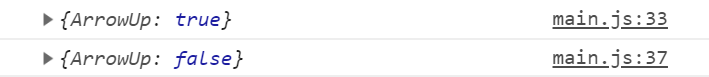 ▶ {ArrowUp: true} main.js:33
▶ {ArrowUp: false} main.js:37